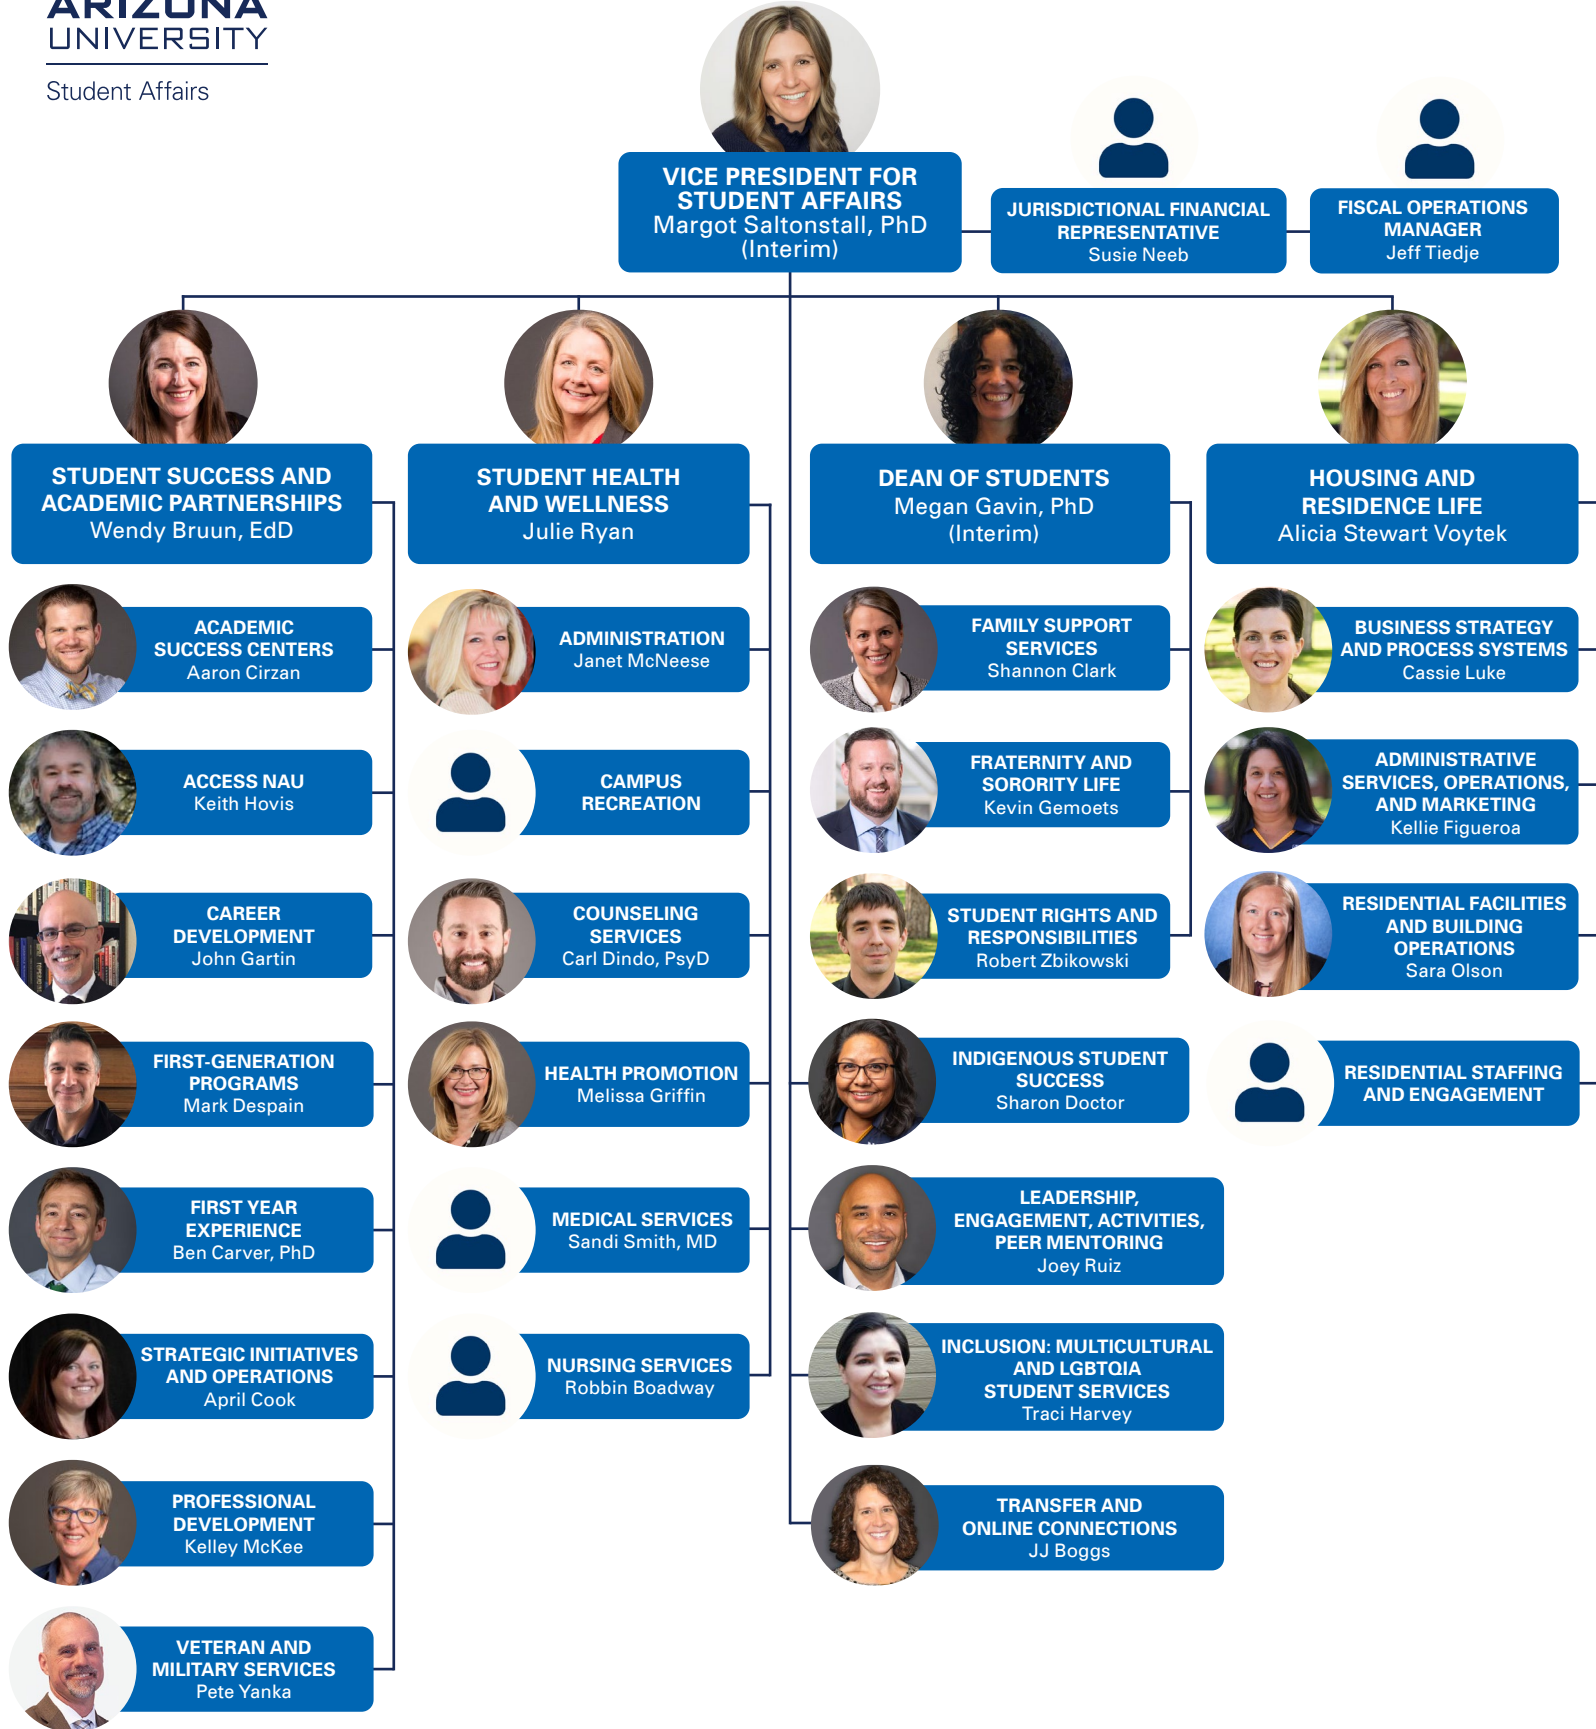 ARIZONA
UNIVERSITY
Student Affairs
VICE PRESIDENT FOR
STUDENT AFFAIRS
Margot Saltonstall, PhD
(Interim)
JURISDICTIONAL FINANCIAL
REPRESENTATIVE
Susie Neeb
FISCAL OPERATIONS
MANAGER
Jeff Tiedje
STUDENT SUCCESS AND
ACADEMIC PARTNERSHIPS
Wendy Bruun, EdD
ACADEMIC
SUCCESS CENTERS
Aaron Cirzan
ACCESS NAU
Keith Hovis
CAREER
DEVELOPMENT
John Gartin
FIRST-GENERATION
PROGRAMS
Mark Despain
FIRST YEAR
EXPERIENCE
Ben Carver, PhD
STRATEGIC INITIATIVES
AND OPERATIONS
April Cook
PROFESSIONAL
DEVELOPMENT
Kelley McKee
VETERAN AND
MILITARY SERVICES
Pete Yanka
STUDENT HEALTH
AND WELLNESS
Julie Ryan
ADMINISTRATION
Janet McNeese
CAMPUS
RECREATION
COUNSELING
SERVICES
Carl Dindo, PsyD
HEALTH PROMOTION
Melissa Griffin
MEDICAL SERVICES
Sandi Smith, MD
NURSING SERVICES
Robbin Boadway
DEAN OF STUDENTS
Megan Gavin, PhD
(Interim)
FAMILY SUPPORT
SERVICES
Shannon Clark
FRATERNITY AND
SORORITY LIFE
Kevin Gemoets
STUDENT RIGHTS AND
RESPONSIBILITIES
Robert Zbikowski
INDIGENOUS STUDENT
SUCCESS
Sharon Doctor
LEADERSHIP,
ENGAGEMENT, ACTIVITIES,
PEER MENTORING
Joey Ruiz
INCLUSION: MULTICULTURAL
AND LGBTQIA
STUDENT SERVICES
Traci Harvey
TRANSFER AND
ONLINE CONNECTIONS
JJ Boggs
HOUSING AND
RESIDENCE LIFE
Alicia Stewart Voytek
BUSINESS STRATEGY
AND PROCESS SYSTEMS
Cassie Luke
ADMINISTRATIVE
SERVICES, OPERATIONS,
AND MARKETING
Kellie Figueroa
RESIDENTIAL FACILITIES
AND BUILDING
OPERATIONS
Sara Olson
RESIDENTIAL STAFFING
AND ENGAGEMENT